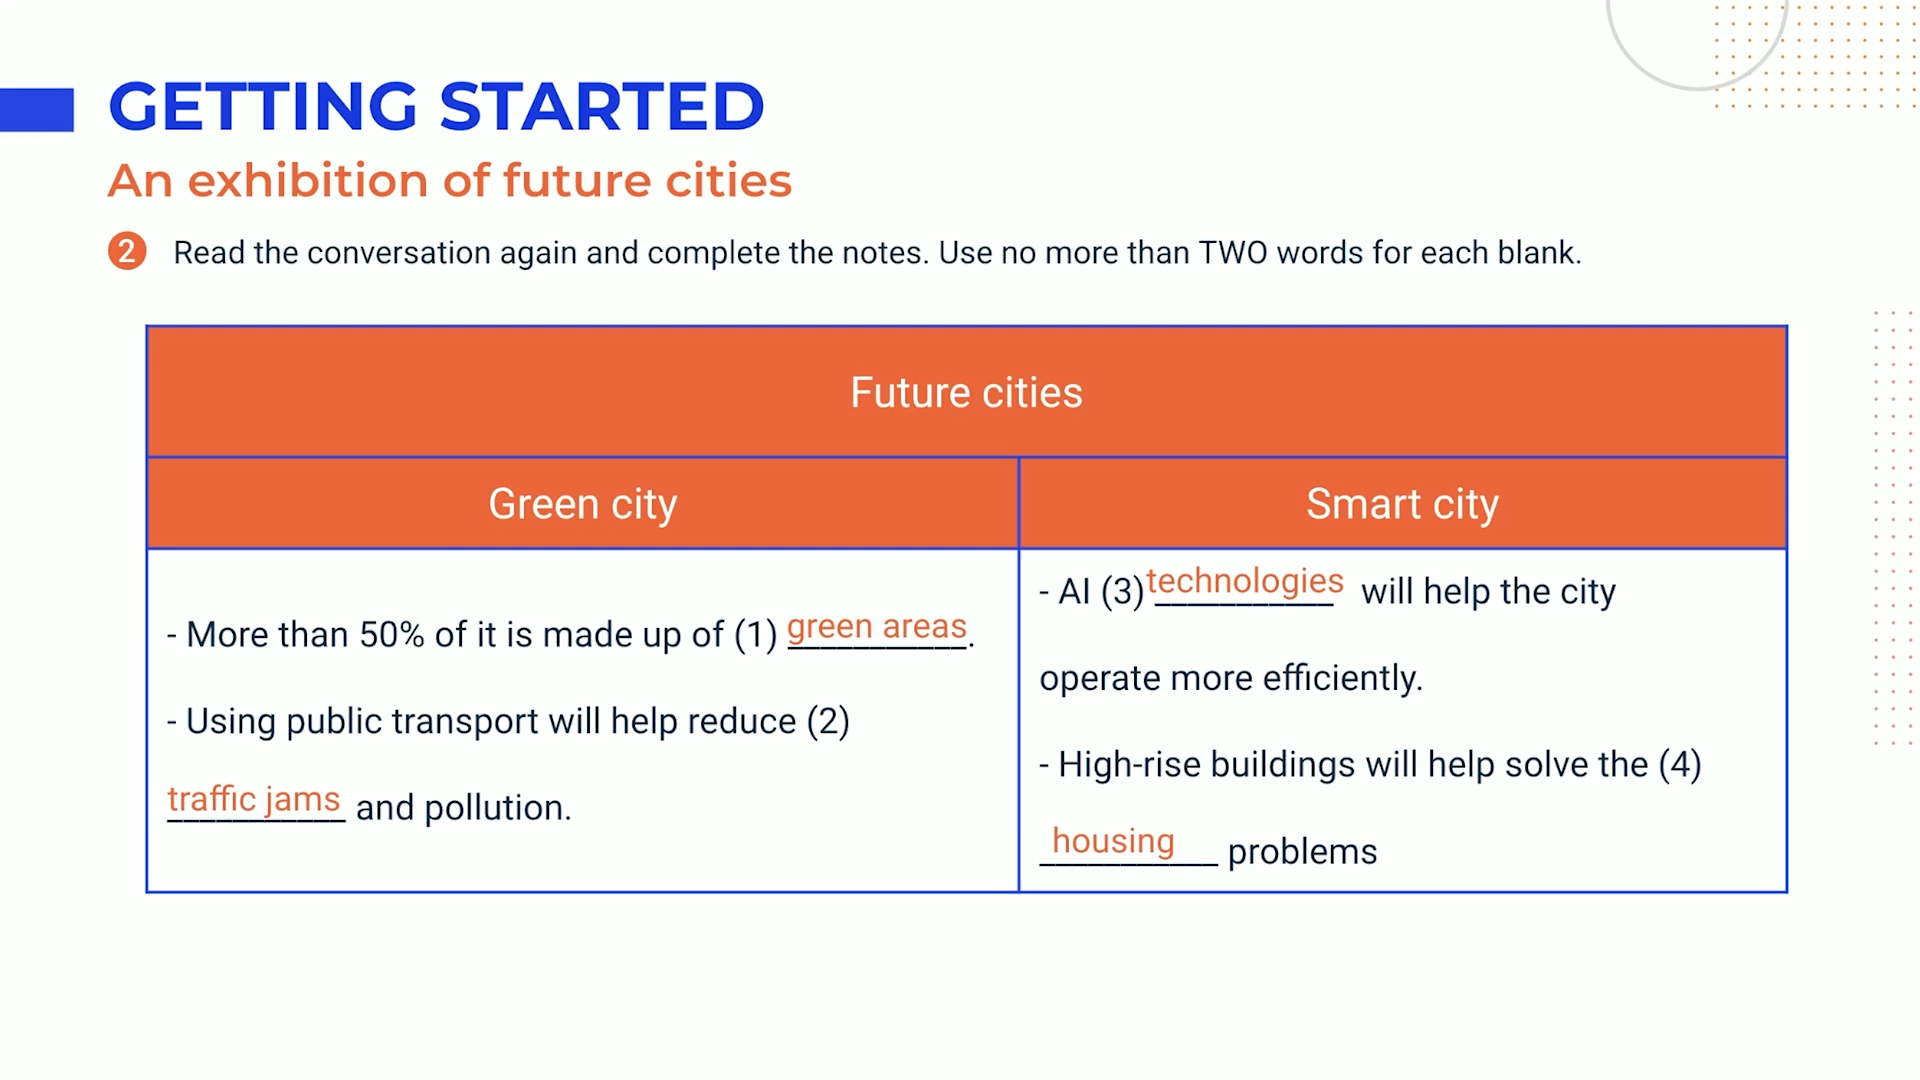 GETTING STARTED
An exhibition of future cities
2 Read the conversation again and complete the notes. Use no more than TWO words for each blank.
Future cities
Green city
Smart city
- More than 50% of it is made up of (1) green areas.
- Using public transport will help reduce (2)
traffic jams and pollution.
- AI (3) technologies will help the city
operate more efficiently.
- High-rise buildings will help solve the (4)
housing problems